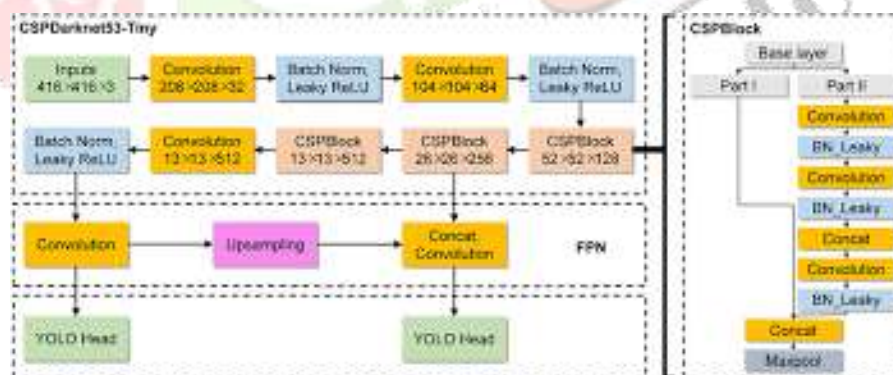 CSPDarknet53-Tiny
Inputs
416×416×3
Convolution
208×208×32
Batch Norm,
Leaky ReLU
Convolution
104×104×64
Batch Norm,
Leaky ReLU
Batch Norm,
Leaky ReLU
Convolution
13×13×512
CSPBlock
13×13×512
CSPBlock
26×26×256
CSPBlock
52×52×128
Convolution
Upsampling
Concat,
Convolution
FPN
YOLO Head
YOLO Head
CSPBlock
Base layer
Part I
Part II
Convolution
BN_Leaky
Convolution
BN_Leaky
Concat
Convolution
BN_Leaky
Concat
Maxpool